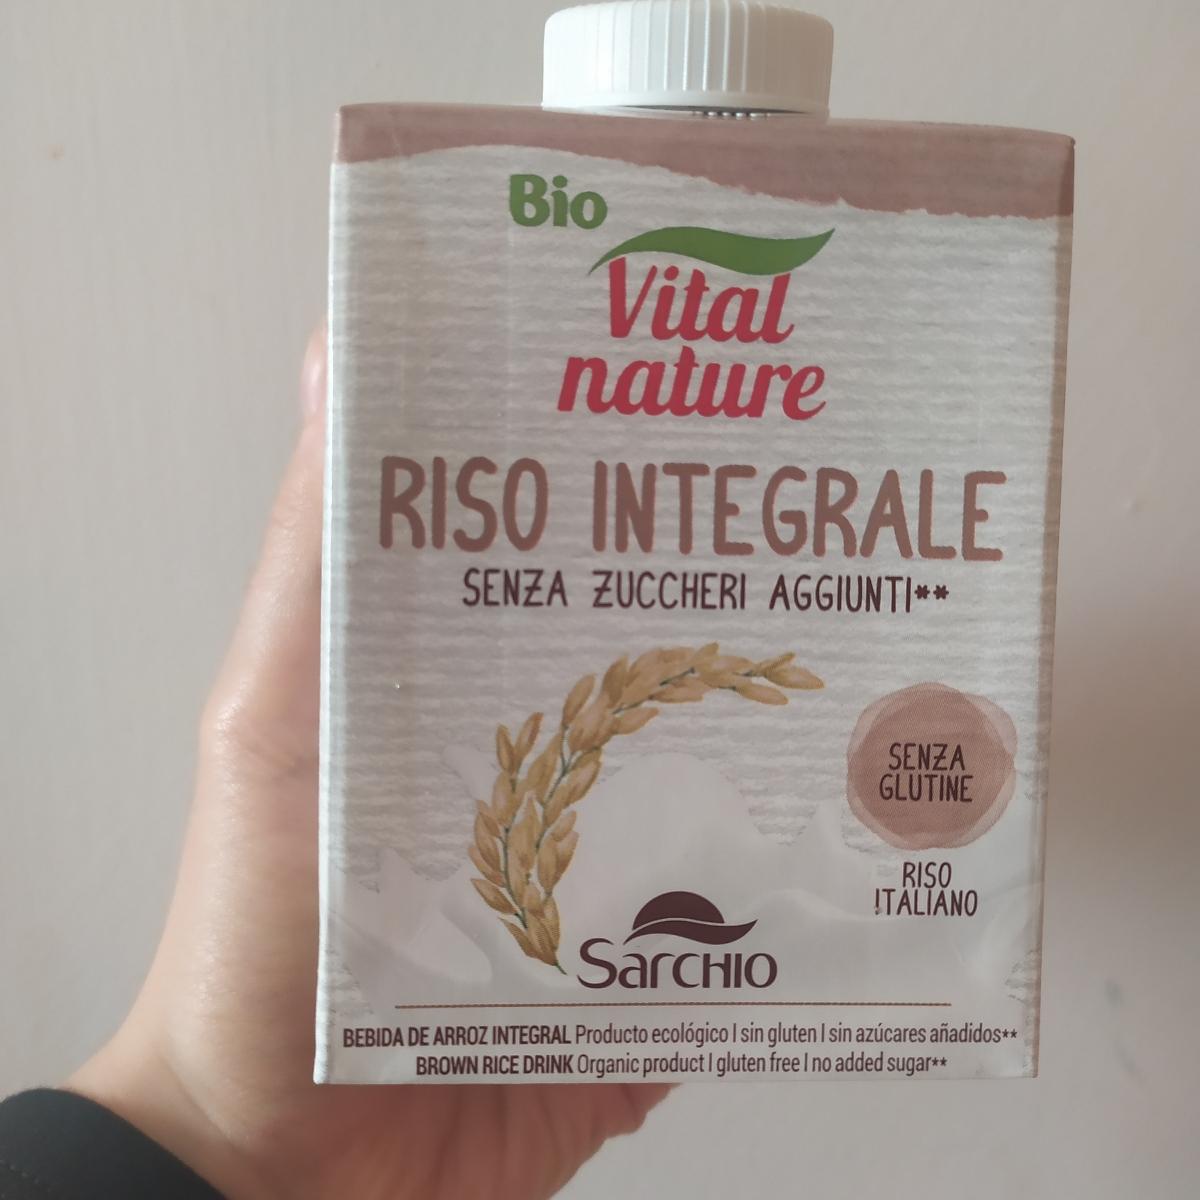 Bio
Vital
nature
RISO INTEGRALE
SENZA ZUCCHERI AGGIUNTI**
SENZA
GLUTINE
RISO
ITALIANO
Sarchio
BEBIDA DE ARROZ INTEGRAL Producto ecológico | sin gluten | sin azúcares añadidos**
BROWN RICE DRINK Organic product | gluten free | no added sugar**